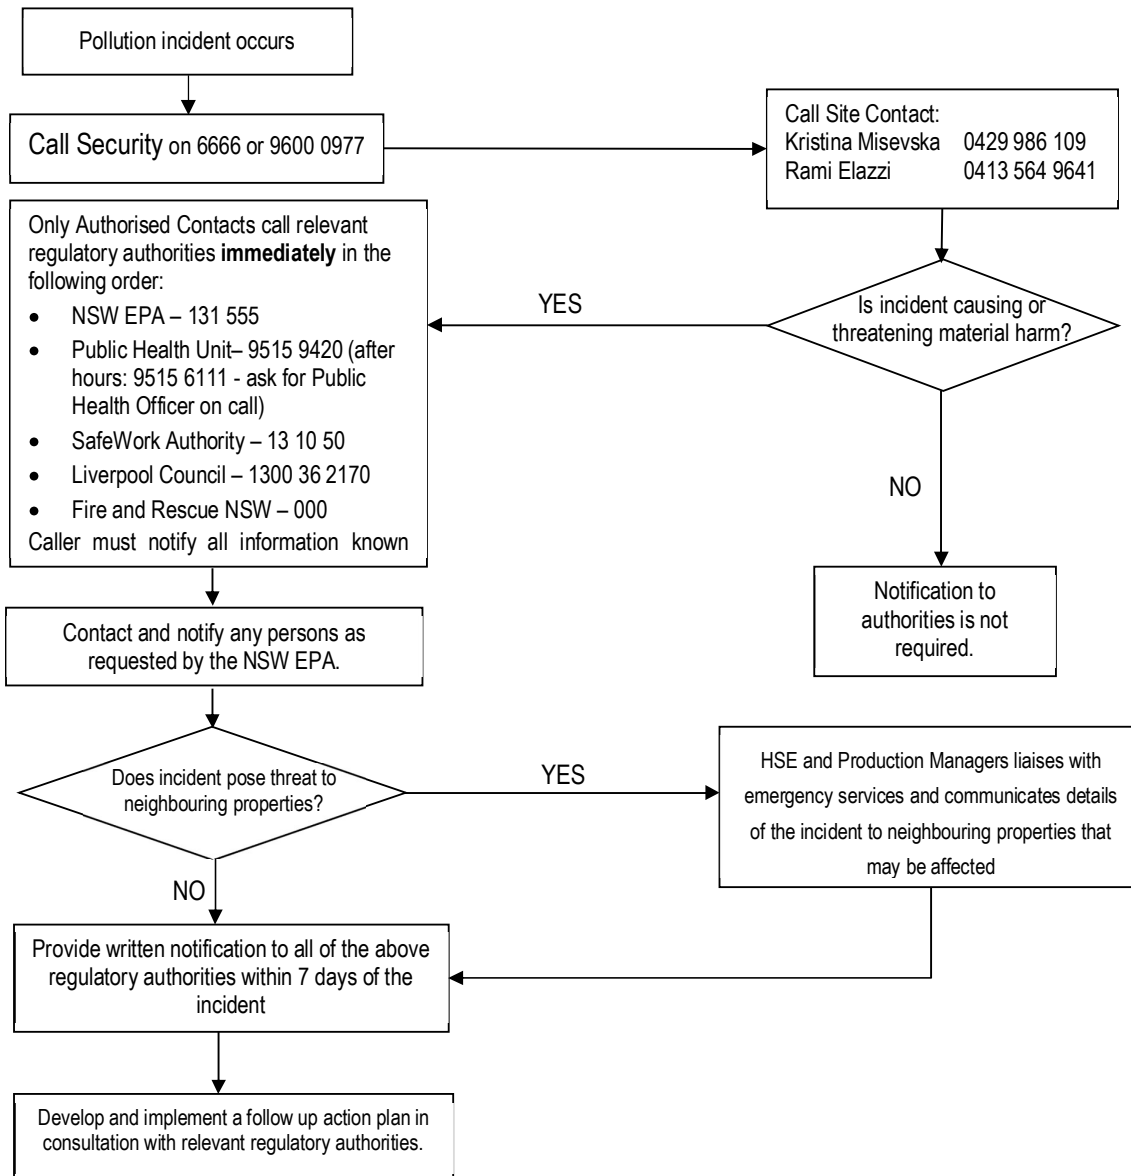 Pollution incident occurs
Call Security on 6666 or 9600 0977
Call Site Contact:
Kristina Misevska 0429 986 109
Rami Elazzi 0413 564 9641
Only Authorised Contacts call relevant
regulatory authorities immediately in the
following order:
• NSW EPA – 131 555
• Public Health Unit– 9515 9420 (after
hours: 9515 6111 - ask for Public
Health Officer on call)
• SafeWork Authority – 13 10 50
• Liverpool Council – 1300 36 2170
• Fire and Rescue NSW – 000
Caller must notify all information known
YES
Is incident causing or
threatening material harm?
NO
Notification to
authorities is not
required.
Contact and notify any persons as
requested by the NSW EPA.
Does incident pose threat to
neighbouring properties?
YES
HSE and Production Managers liaises with
emergency services and communicates details
of the incident to neighbouring properties that
may be affected
NO
Provide written notification to all of the above
regulatory authorities within 7 days of the
incident
Develop and implement a follow up action plan in
consultation with relevant regulatory authorities.